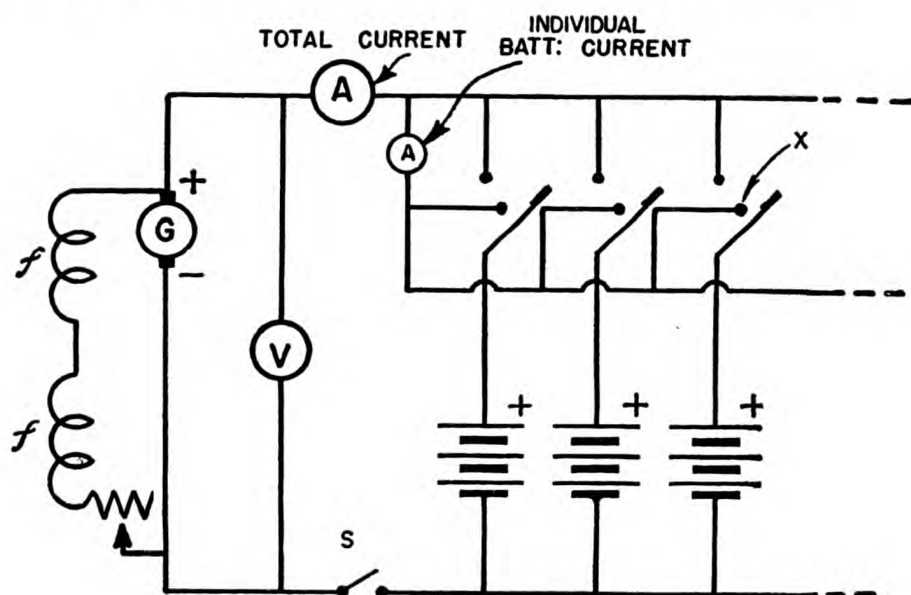 TOTAL CURRENT
INDIVIDUAL
BATT: CURRENT
A
A
X
+
G
−
f
V
f
+
+
+
S